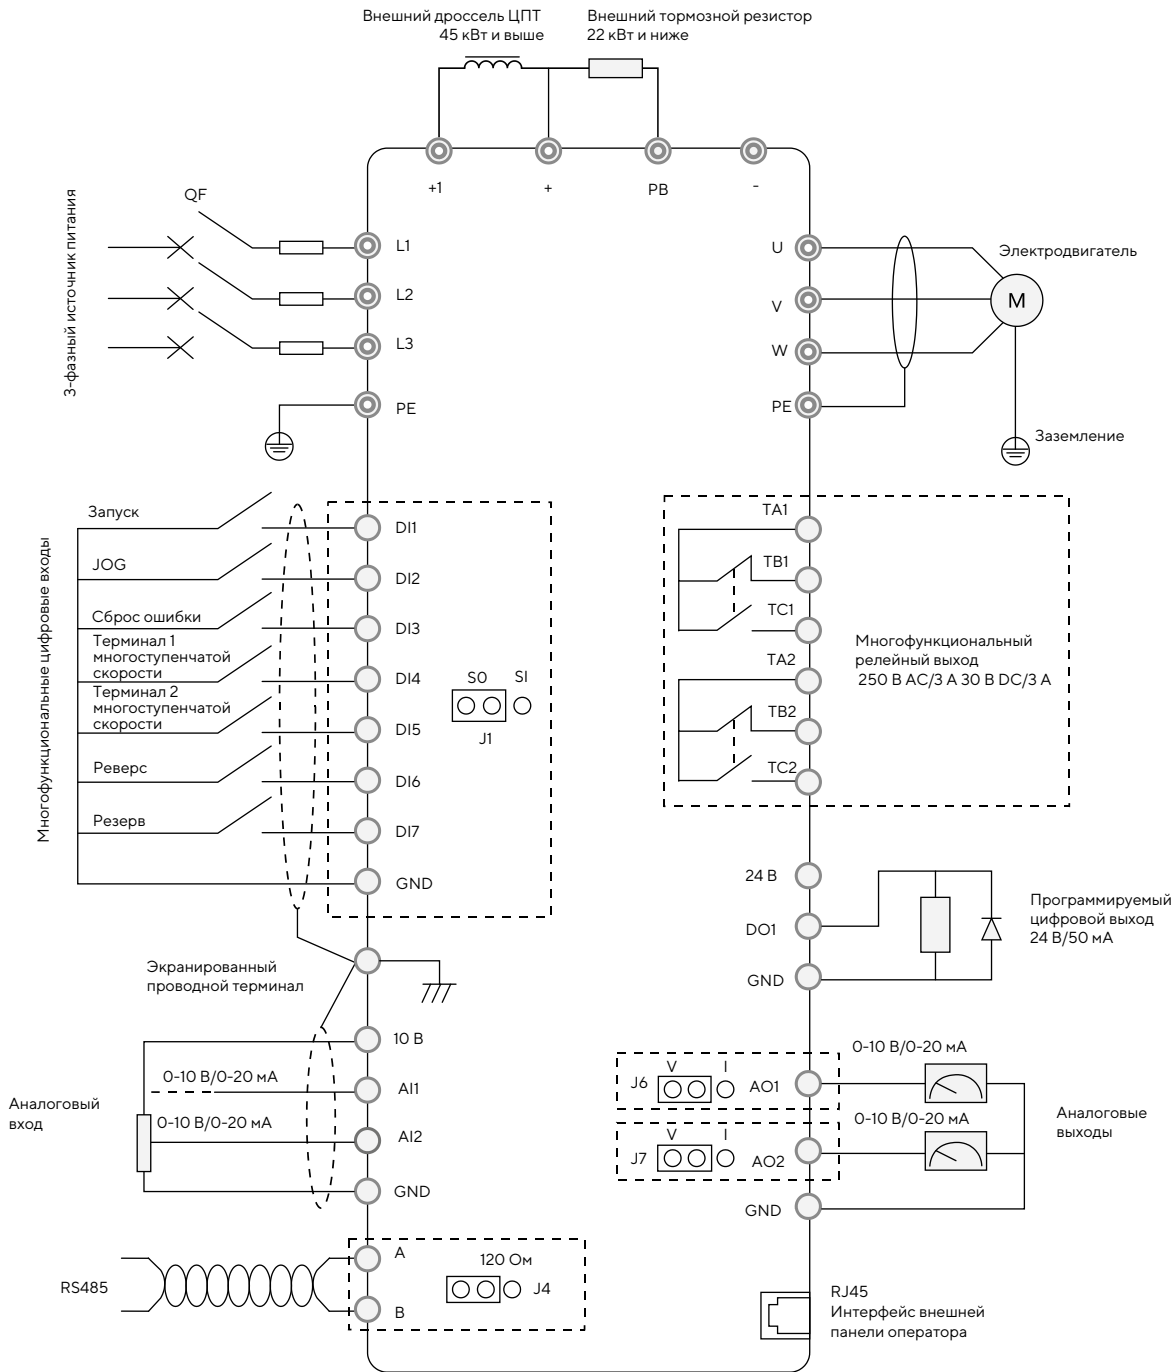 Внешний дроссель ЦПТ
45 кВт и выше
Внешний тормозной резистор
22 кВт и ниже
+1
+
PB
-
3-фазный источник питания
QF
L1
L2
L3
PE
U
V
W
PE
Электродвигатель
M
Заземление
Многофункциональные цифровые входы
Запуск
JOG
Сброс ошибки
Терминал 1
многоступенчатой
скорости
Терминал 2
многоступенчатой
скорости
Реверс
Резерв
DI1
DI2
DI3
DI4
DI5
DI6
DI7
GND
S0
SI
J1
TA1
TB1
TC1
TA2
TB2
TC2
Многофункциональный
релейный выход
250 В AC/3 А 30 В DC/3 А
24 В
DO1
GND
Программируемый
цифровой выход
24 В/50 мА
Экранированный
проводной терминал
Аналоговый
вход
0-10 В/0-20 мА
0-10 В/0-20 мА
10 В
AI1
AI2
GND
J6
V
I
AO1
0-10 В/0-20 мА
J7
V
I
AO2
0-10 В/0-20 мА
GND
Аналоговые
выходы
RS485
A
B
120 Ом
J4
RJ45
Интерфейс внешней
панели оператора